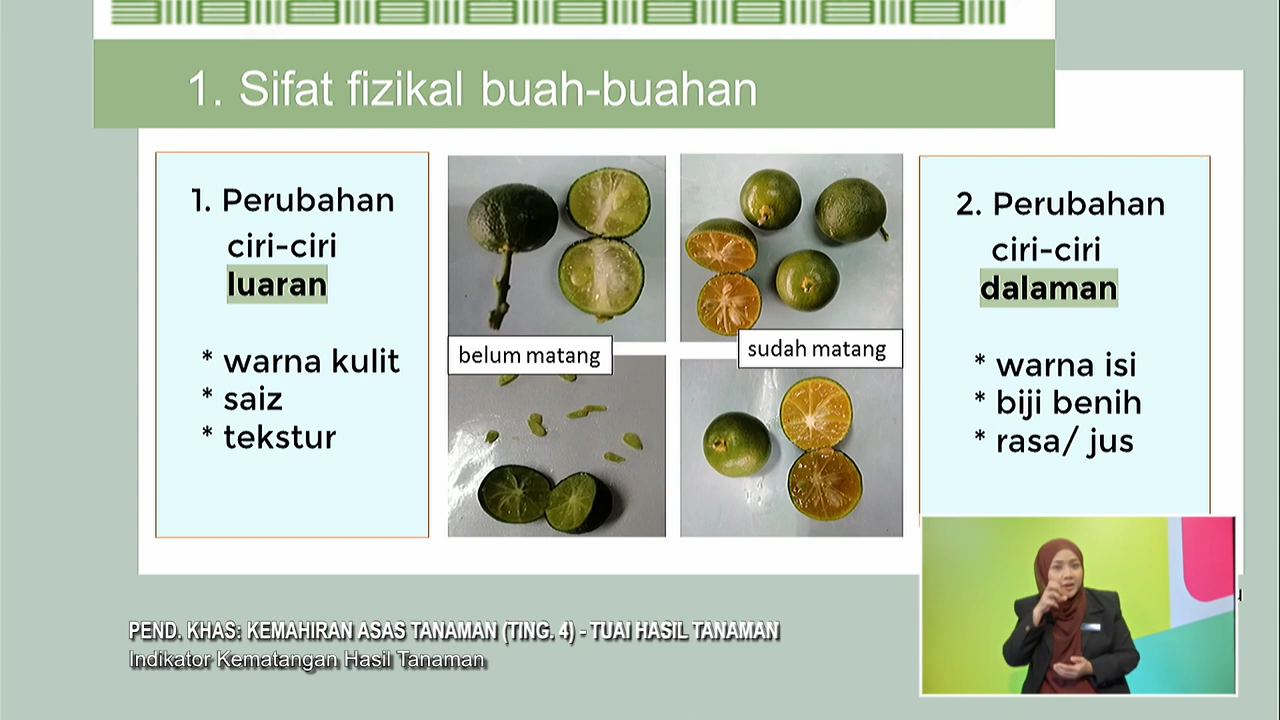 1. Sifat fizikal buah-buahan
1. Perubahan
ciri-ciri
luaran
* warna kulit
* saiz
* tekstur
belum matang
sudah matang
2. Perubahan
ciri-ciri
dalaman
* warna isi
* biji benih
* rasa/ jus
PEND. KHAS: KEMAHIRAN ASAS TANAMAN (TING. 4) - TUAI HASIL TANAMAN
Indikator Kematangan Hasil Tanaman